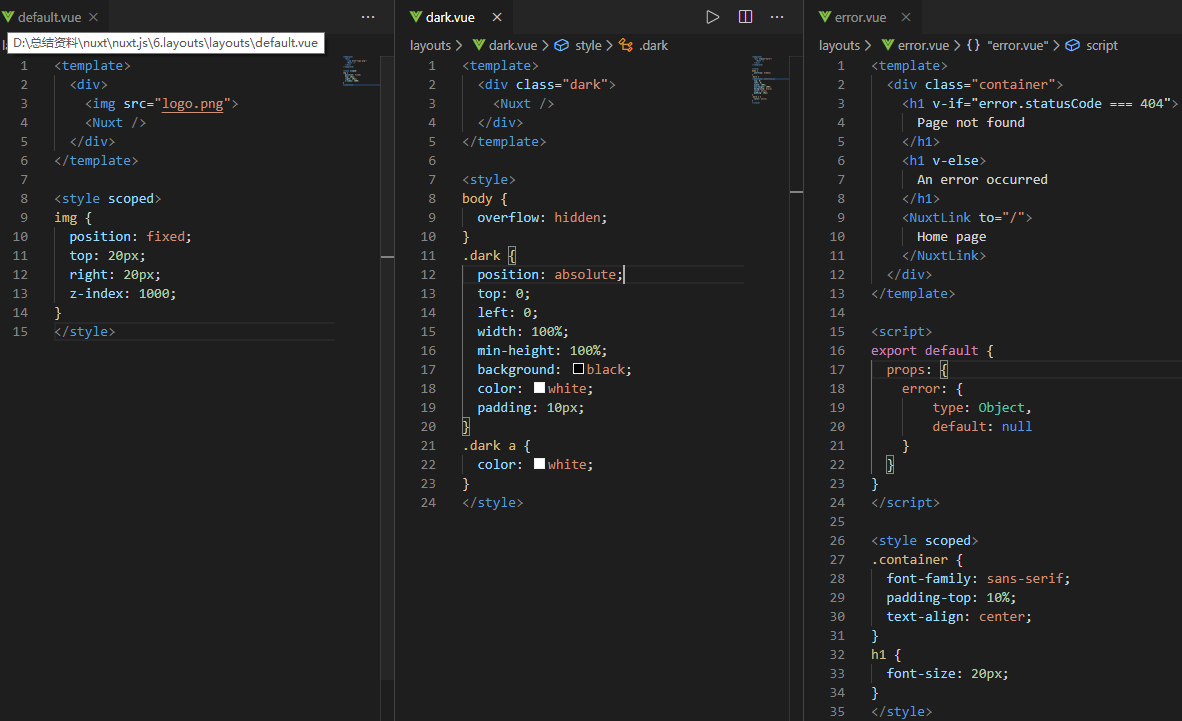 default.vue
D:\总结资料\nuxt\nuxt.js\6.layouts\layouts\default.vue
1 <template>
2 <div>
3 <img src="logo.png">
4 <Nuxt />
5 </div>
6 </template>
7
8 <style scoped>
9 img {
10 position: fixed;
11 top: 20px;
12 right: 20px;
13 z-index: 1000;
14 }
15 </style>
dark.vue
layouts > dark.vue > style > .dark
1 <template>
2 <div class="dark">
3 <Nuxt />
4 </div>
5 </template>
6
7 <style>
8 body {
9 overflow: hidden;
10 }
11 .dark {
12 position: absolute;
13 top: 0;
14 left: 0;
15 width: 100%;
16 min-height: 100%;
17 background: black;
18 color: white;
19 padding: 10px;
20 }
21 .dark a {
22 color: white;
23 }
24 </style>
error.vue
layouts > error.vue > {} "error.vue" > script
1 <template>
2 <div class="container">
3 <h1 v-if="error.statusCode === 404">
4 Page not found
5 </h1>
6 <h1 v-else>
7 An error occurred
8 </h1>
9 <NuxtLink to="/">
10 Home page
11 </NuxtLink>
12 </div>
13 </template>
14
15 <script>
16 export default {
17 props: {
18 error: {
19 type: Object,
20 default: null
21 }
22 }
23 }
24 </script>
25
26 <style scoped>
27 .container {
28 font-family: sans-serif;
29 padding-top: 10%;
30 text-align: center;
31 }
32 h1 {
33 font-size: 20px;
34 }
35 </style>